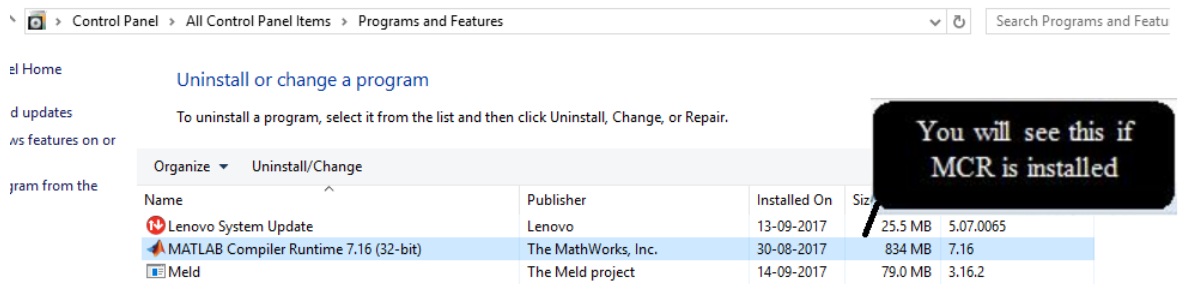 Control Panel > All Control Panel Items > Programs and Features Search Programs and Featu
el Home
Uninstall or change a program
d updates
To uninstall a program, select it from the list and then click Uninstall, Change, or Repair.
ws features on or
You will see this if
MCR is installed
Organize Uninstall/Change
gram from the
Name Publisher Installed On Siz
Lenovo System Update Lenovo 13-09-2017 25.5 MB 5.07.0065
MATLAB Compiler Runtime 7.16 (32-bit) The MathWorks, Inc. 30-08-2017 834 MB 7.16
Meld The Meld project 14-09-2017 79.0 MB 3.16.2